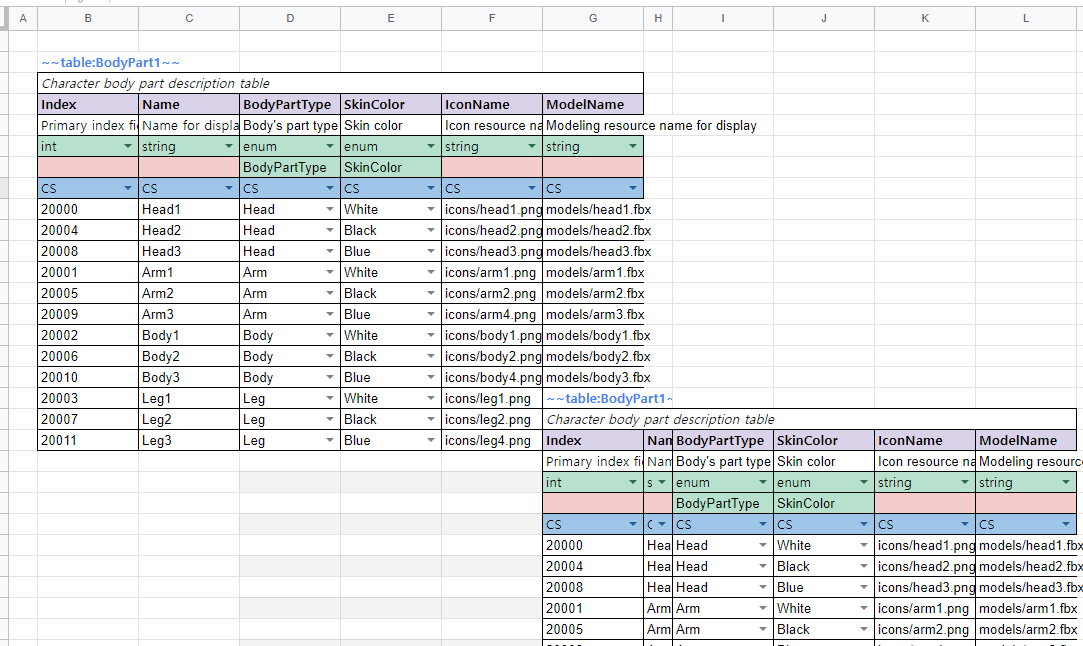 A B C D E F G H I J K L
~~table:BodyPart1~~
Character body part description table
Index Name BodyPartType SkinColor IconName ModelName
Primary index fi Name for displa Body's part type Skin color Icon resource na Modeling resource name for display
int string enum enum string string
BodyPartType SkinColor
CS CS CS CS CS CS
20000 Head1 Head White icons/head1.png models/head1.fbx
20004 Head2 Head Black icons/head2.png models/head2.fbx
20008 Head3 Head Blue icons/head3.png models/head3.fbx
20001 Arm1 Arm White icons/arm1.png models/arm1.fbx
20005 Arm2 Arm Black icons/arm2.png models/arm2.fbx
20009 Arm3 Arm Blue icons/arm4.png models/arm3.fbx
20002 Body1 Body White icons/body1.png models/body1.fbx
20006 Body2 Body Black icons/body2.png models/body2.fbx
20010 Body3 Body Blue icons/body4.png models/body3.fbx
20003 Leg1 Leg White icons/leg1.png
20007 Leg2 Leg Black icons/leg2.png
20011 Leg3 Leg Blue icons/leg4.png
~~table:BodyPart1~
Character body part description table
Index Nam BodyPartType SkinColor IconName ModelName
Primary index fi Nam Body's part type Skin color Icon resource na Modeling resourc
int s enum enum string string
BodyPartType SkinColor
CS C CS CS CS CS
20000 Hea Head White icons/head1.png models/head1.fbx
20004 Hea Head Black icons/head2.png models/head2.fbx
20008 Hea Head Blue icons/head3.png models/head3.fbx
20001 Arm Arm White icons/arm1.png models/arm1.fbx
20005 Arm Arm Black icons/arm2.png models/arm2.fbx